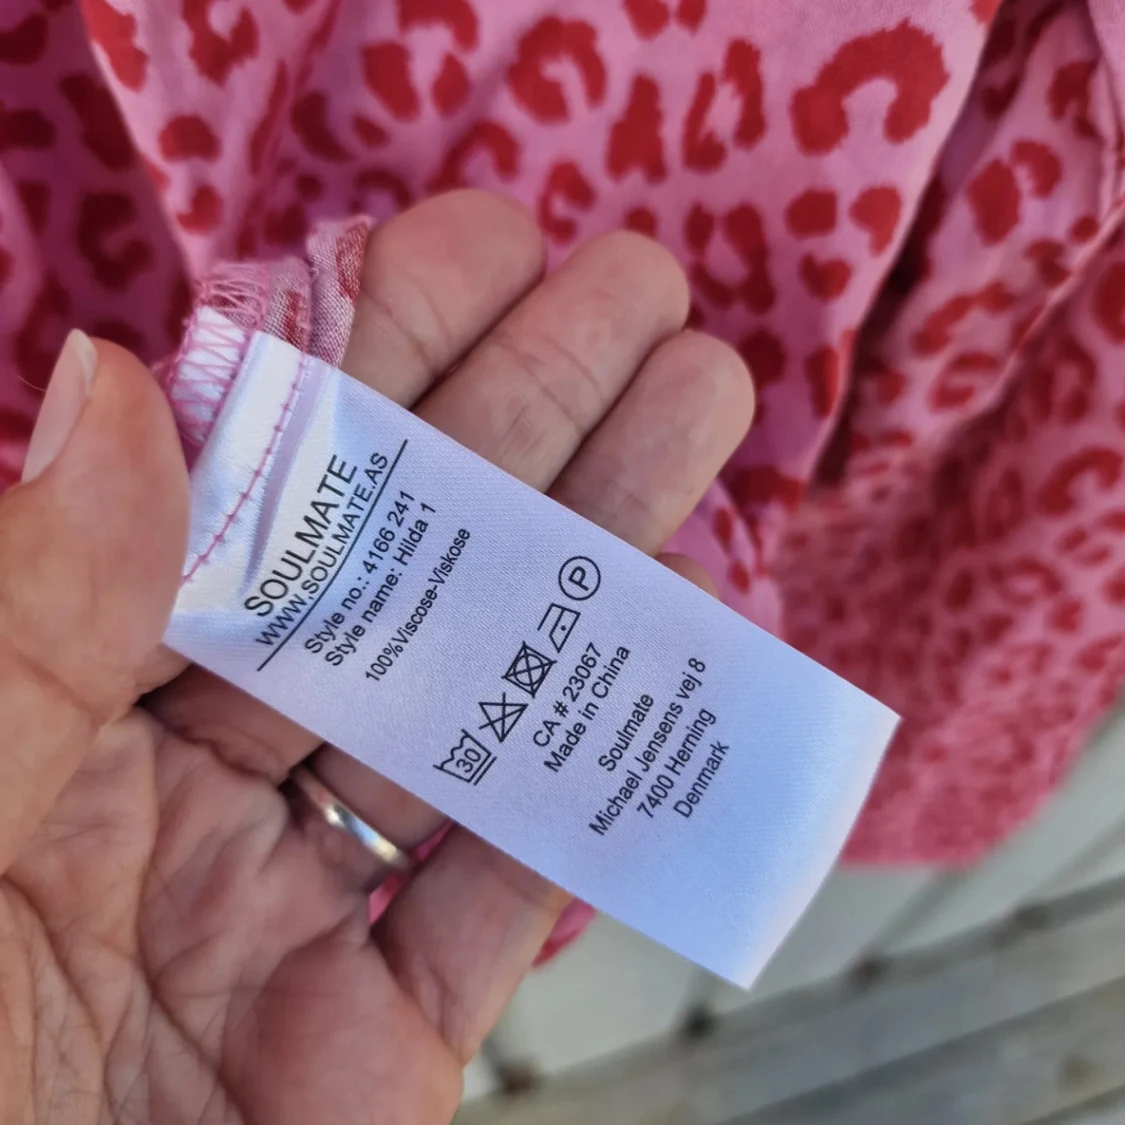 SOULMATE
WWW.SOULMATE.AS
Style no.: 4166 241
Style name: Hilda 1
100%Viscose-Viskose
30
P
CA # 23067
Made in China
Soulmate
Michael Jensens vej 8
7400 Herning
Denmark